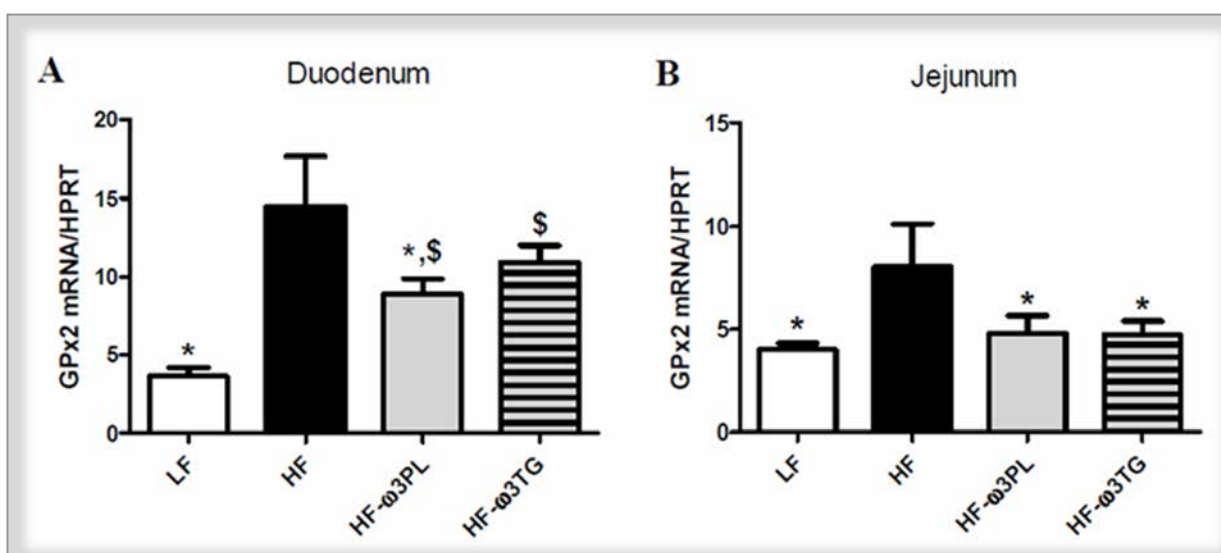 A
Duodenum
GPx2 mRNA/HPRT
20
15
10
5
0
*
*,$
$
LF
HF
HF-ω3PL
HF-ω3TG
B
Jejunum
GPx2 mRNA/HPRT
15
10
5
0
*
*
*
LF
HF
HF-ω3PL
HF-ω3TG